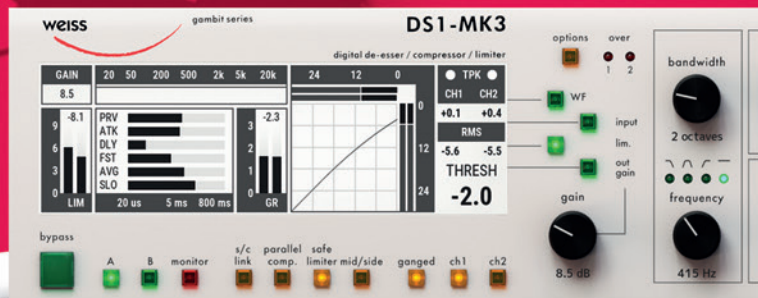 weiss
gambit series
DS1-MK3
digital de-esser / compressor / limiter
options
over
1 2
bandwidth
2 octaves
GAIN
8.5
20 50 200 500 2k 5k 20k
24 12 0
TPK
CH1 CH2
+0.1 +0.4
RMS
-5.6 -5.5
THRESH
-2.0
WF
input
lim.
out
gain
-8.1
9
6
3
0
LIM
PRV
ATK
DLY
FST
AVG
SLO
20 us 5 ms 800 ms
-2.3
3
2
1
0
GR
0
12
24
gain
8.5 dB
frequency
415 Hz
bypass
A
B
monitor
s/c
link
parallel
comp.
safe
limiter
mid/side
ganged
ch1
ch2